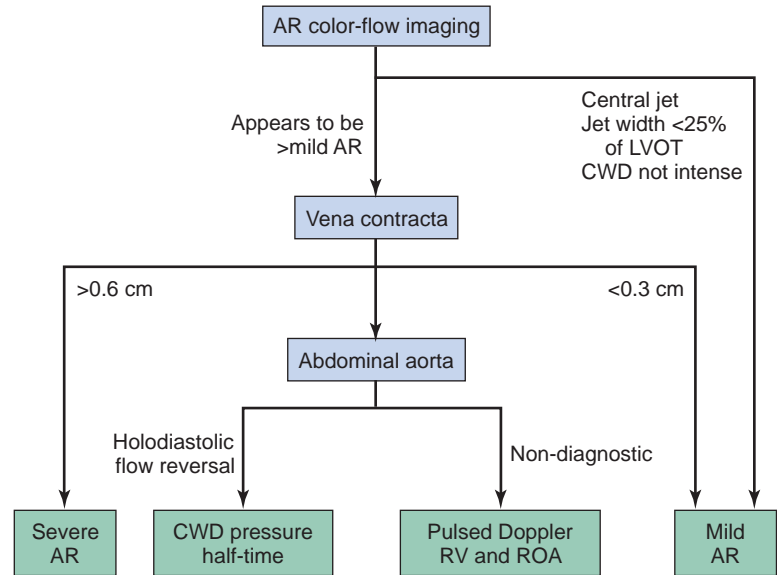 AR color-flow imaging
Appears to be
>mild AR
Central jet
Jet width <25%
of LVOT
CWD not intense
Vena contracta
>0.6 cm
<0.3 cm
Abdominal aorta
Holodiastolic
flow reversal
Non-diagnostic
Severe
AR
CWD pressure
half-time
Pulsed Doppler
RV and ROA
Mild
AR